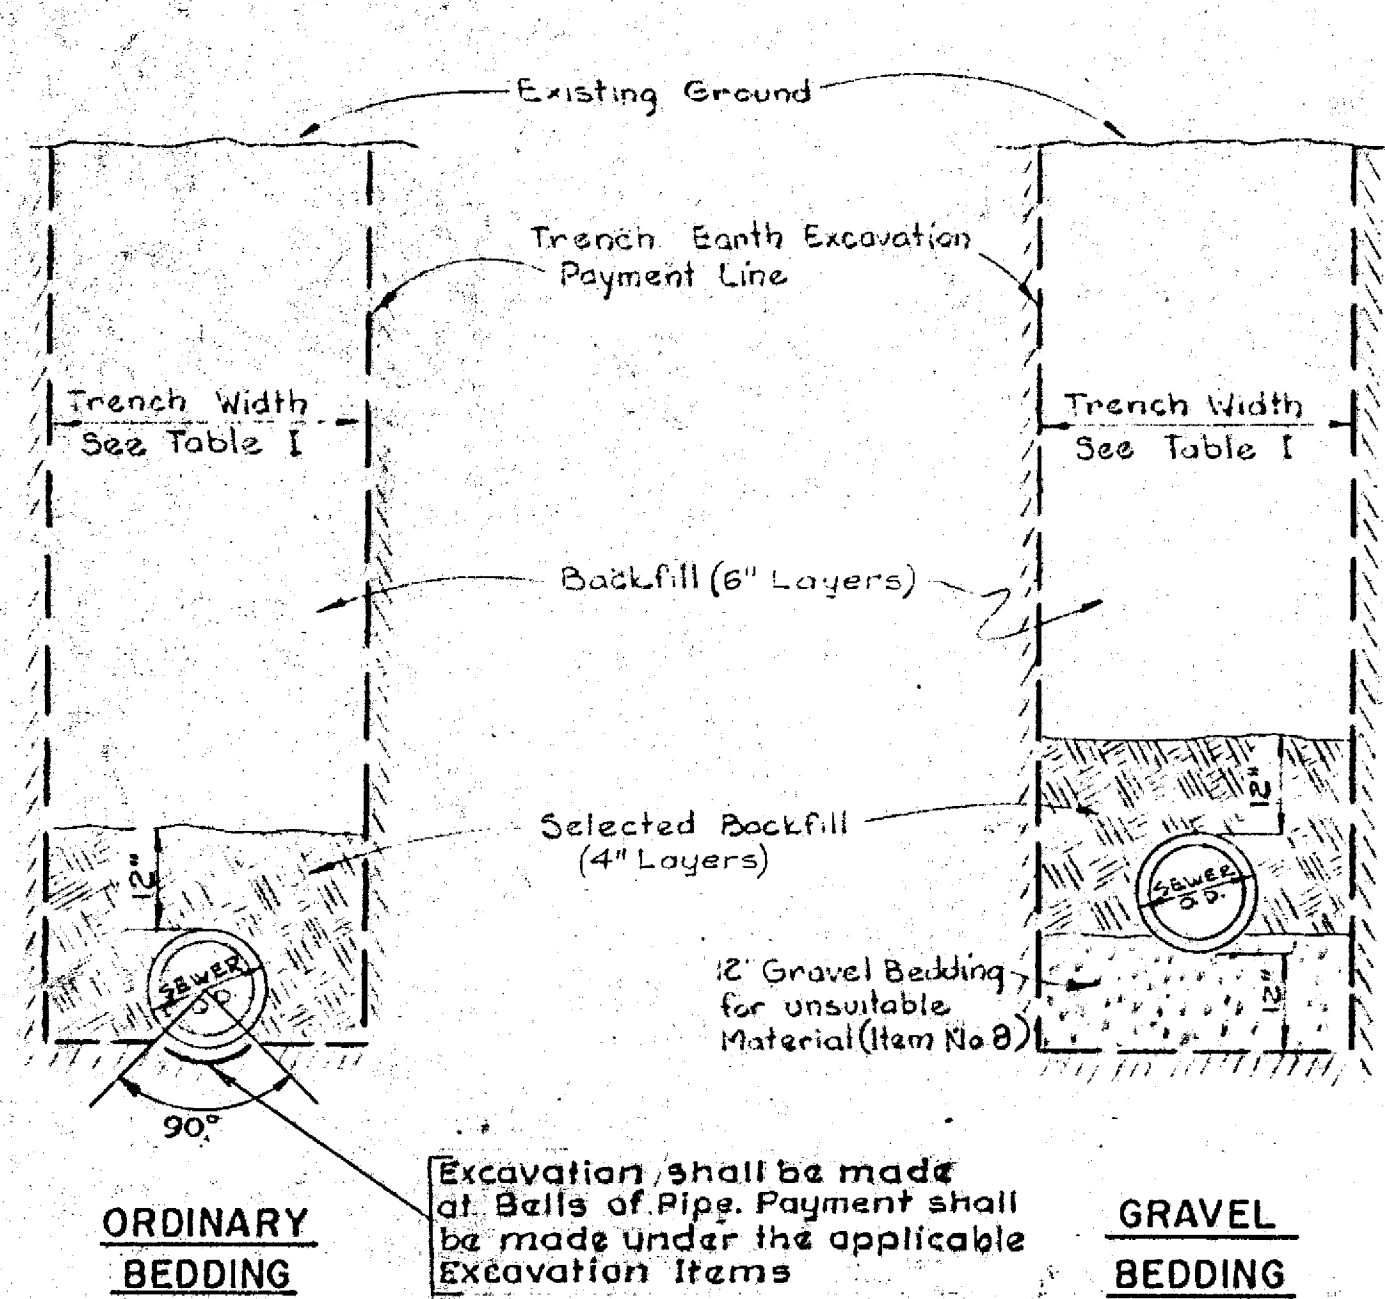 Existing Ground
Trench Earth Excavation
Payment Line
Trench Width
See Table I
Trench Width
See Table I
Backfill (6" Layers)
Selected Backfill
(4" Layers)
12"
12"
SEWER
O.D.
SEWER
O.D.
12" Gravel Bedding
for unsuitable
Material (Item No 8)
12"
90°
Excavation shall be made
at Bells of Pipe. Payment shall
be made under the applicable
Excavation Items
ORDINARY
BEDDING
GRAVEL
BEDDING